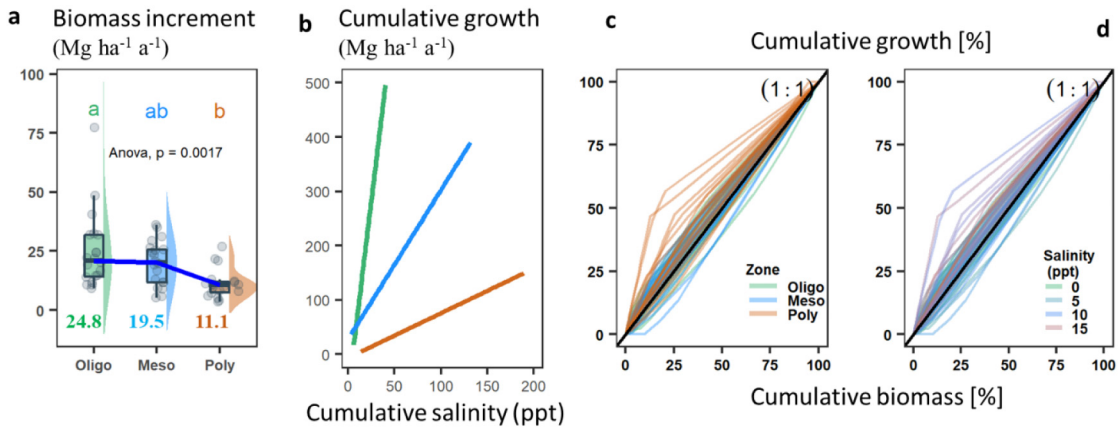 a
Biomass increment
(Mg ha⁻¹ a⁻¹)
100
75
50
25
0
a
ab
b
Anova, p = 0.0017
24.8
19.5
11.1
Oligo
Meso
Poly
b
Cumulative growth
(Mg ha⁻¹ a⁻¹)
500
400
300
200
100
0
0
50
100
150
200
Cumulative salinity (ppt)
c
d
Cumulative growth [%]
100
75
50
25
0
(1 : 1)
Zone
Oligo
Meso
Poly
0
25
50
75
100
100
75
50
25
0
(1 : 1)
Salinity
(ppt)
0
5
10
15
0
25
50
75
100
Cumulative biomass [%]